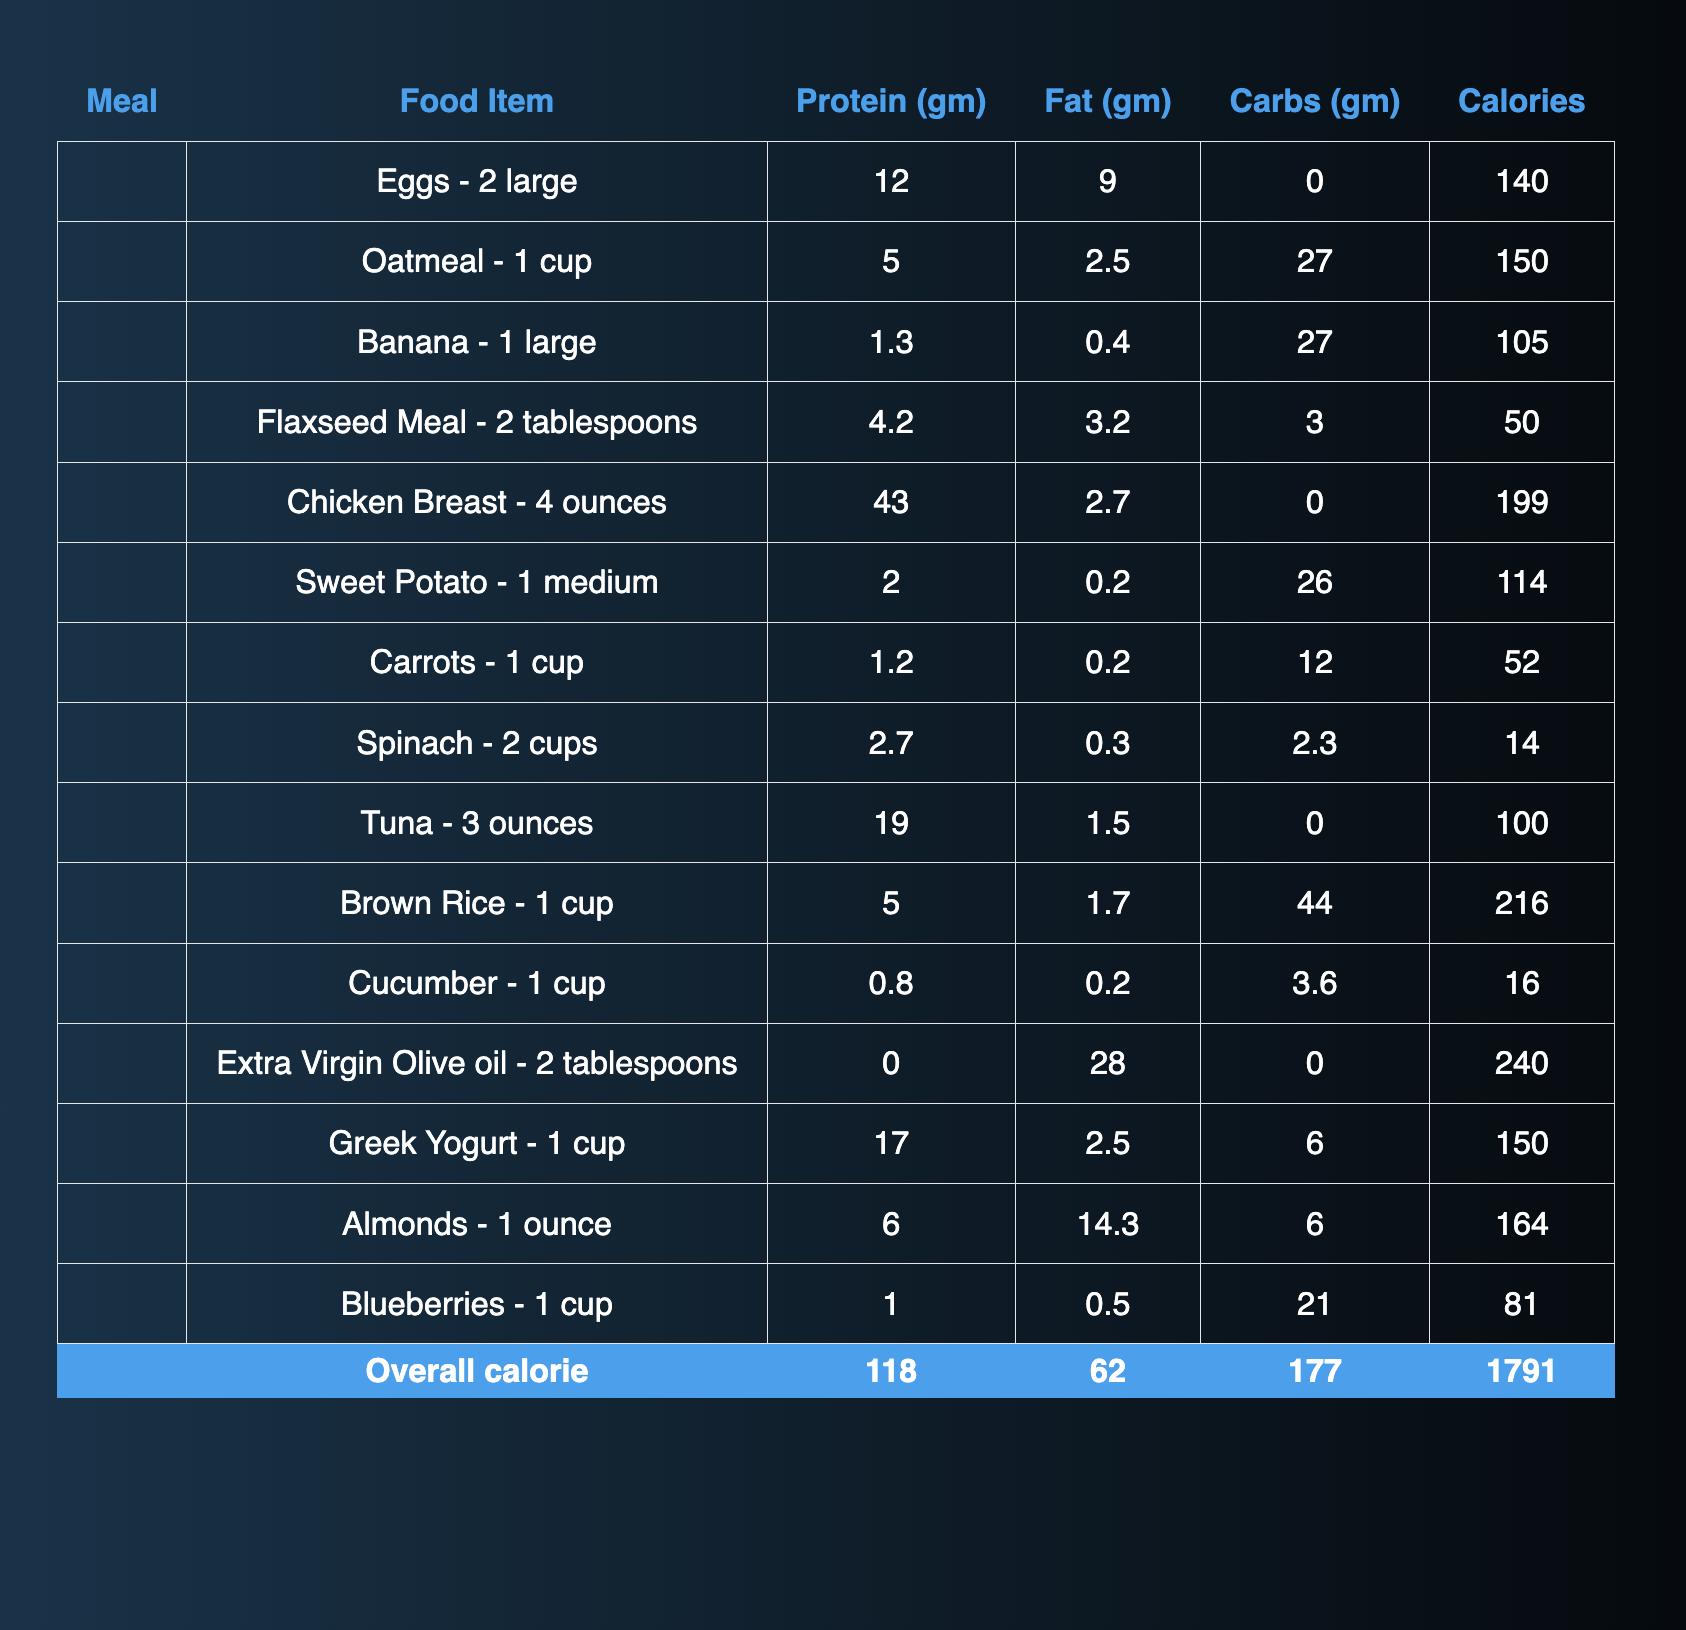 Meal Food Item Protein (gm) Fat (gm) Carbs (gm) Calories
Eggs - 2 large 12 9 0 140
Oatmeal - 1 cup 5 2.5 27 150
Banana - 1 large 1.3 0.4 27 105
Flaxseed Meal - 2 tablespoons 4.2 3.2 3 50
Chicken Breast - 4 ounces 43 2.7 0 199
Sweet Potato - 1 medium 2 0.2 26 114
Carrots - 1 cup 1.2 0.2 12 52
Spinach - 2 cups 2.7 0.3 2.3 14
Tuna - 3 ounces 19 1.5 0 100
Brown Rice - 1 cup 5 1.7 44 216
Cucumber - 1 cup 0.8 0.2 3.6 16
Extra Virgin Olive oil - 2 tablespoons 0 28 0 240
Greek Yogurt - 1 cup 17 2.5 6 150
Almonds - 1 ounce 6 14.3 6 164
Blueberries - 1 cup 1 0.5 21 81
Overall calorie 118 62 177 1791